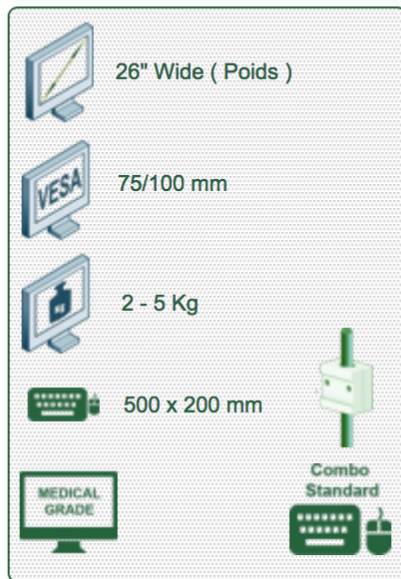 26" Wide ( Poids )
VESA
75/100 mm
KG
2 - 5 Kg
500 x 200 mm
MEDICAL
GRADE
Combo
Standard